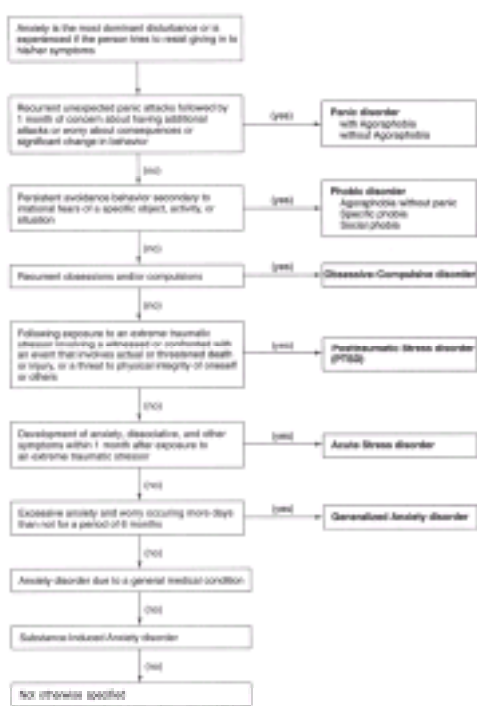 Anxiety is the most dominant disturbance or is
experienced if the person tries to resist giving in to
his/her symptoms
Recurrent unexpected panic attacks followed by
1 month of concern about having additional
attacks or worry about consequences or
significant change in behavior
(yes)
Panic disorder
with Agoraphobia
without Agoraphobia
(no)
Persistent avoidance behavior secondary to
irrational fears of a specific object, activity, or
situation
(yes)
Phobic disorder
Agoraphobia without panic
Specific phobia
Social phobia
(no)
Recurrent obsessions and/or compulsions
(yes)
Obsessive-Compulsive disorder
(no)
Following exposure to an extreme traumatic
stressor involving a witnessed or confronted with
an event that involves actual or threatened death
or injury, or a threat to physical integrity of oneself
or others
(yes)
Posttraumatic Stress disorder
(PTSD)
(no)
Development of anxiety, dissociative, and other
symptoms within 1 month after exposure to
an extreme traumatic stressor
(yes)
Acute Stress disorder
(no)
Excessive anxiety and worry occuring more days
than not for a period of 6 months
(yes)
Generalized Anxiety disorder
(no)
Anxiety disorder due to a general medical condition
(no)
Substance-Induced Anxiety disorder
(no)
Not otherwise specified